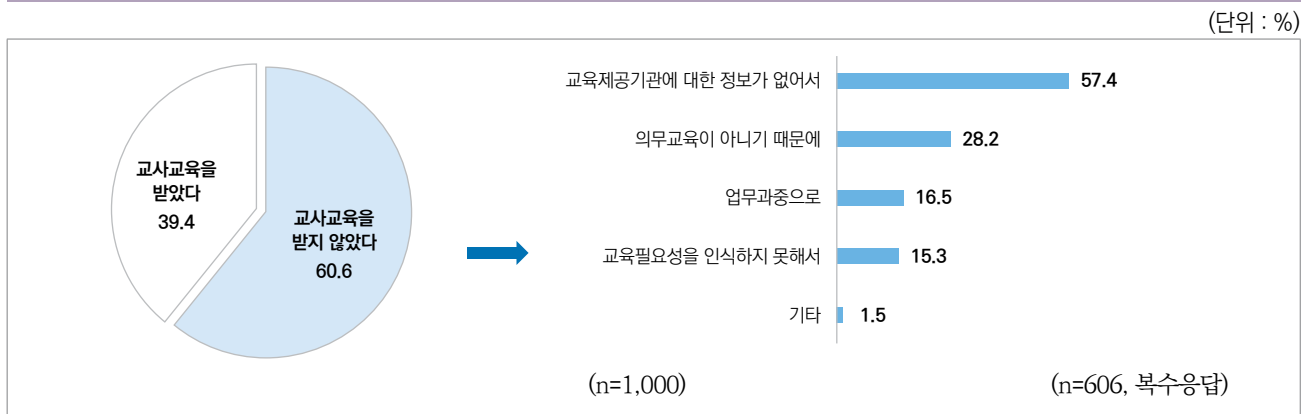 (단위 : %)
교사교육을
받았다
39.4
교사교육을
받지 않았다
60.6
교육제공기관에 대한 정보가 없어서 57.4
의무교육이 아니기 때문에 28.2
업무과중으로 16.5
교육필요성을 인식하지 못해서 15.3
기타 1.5
(n=1,000) (n=606, 복수응답)